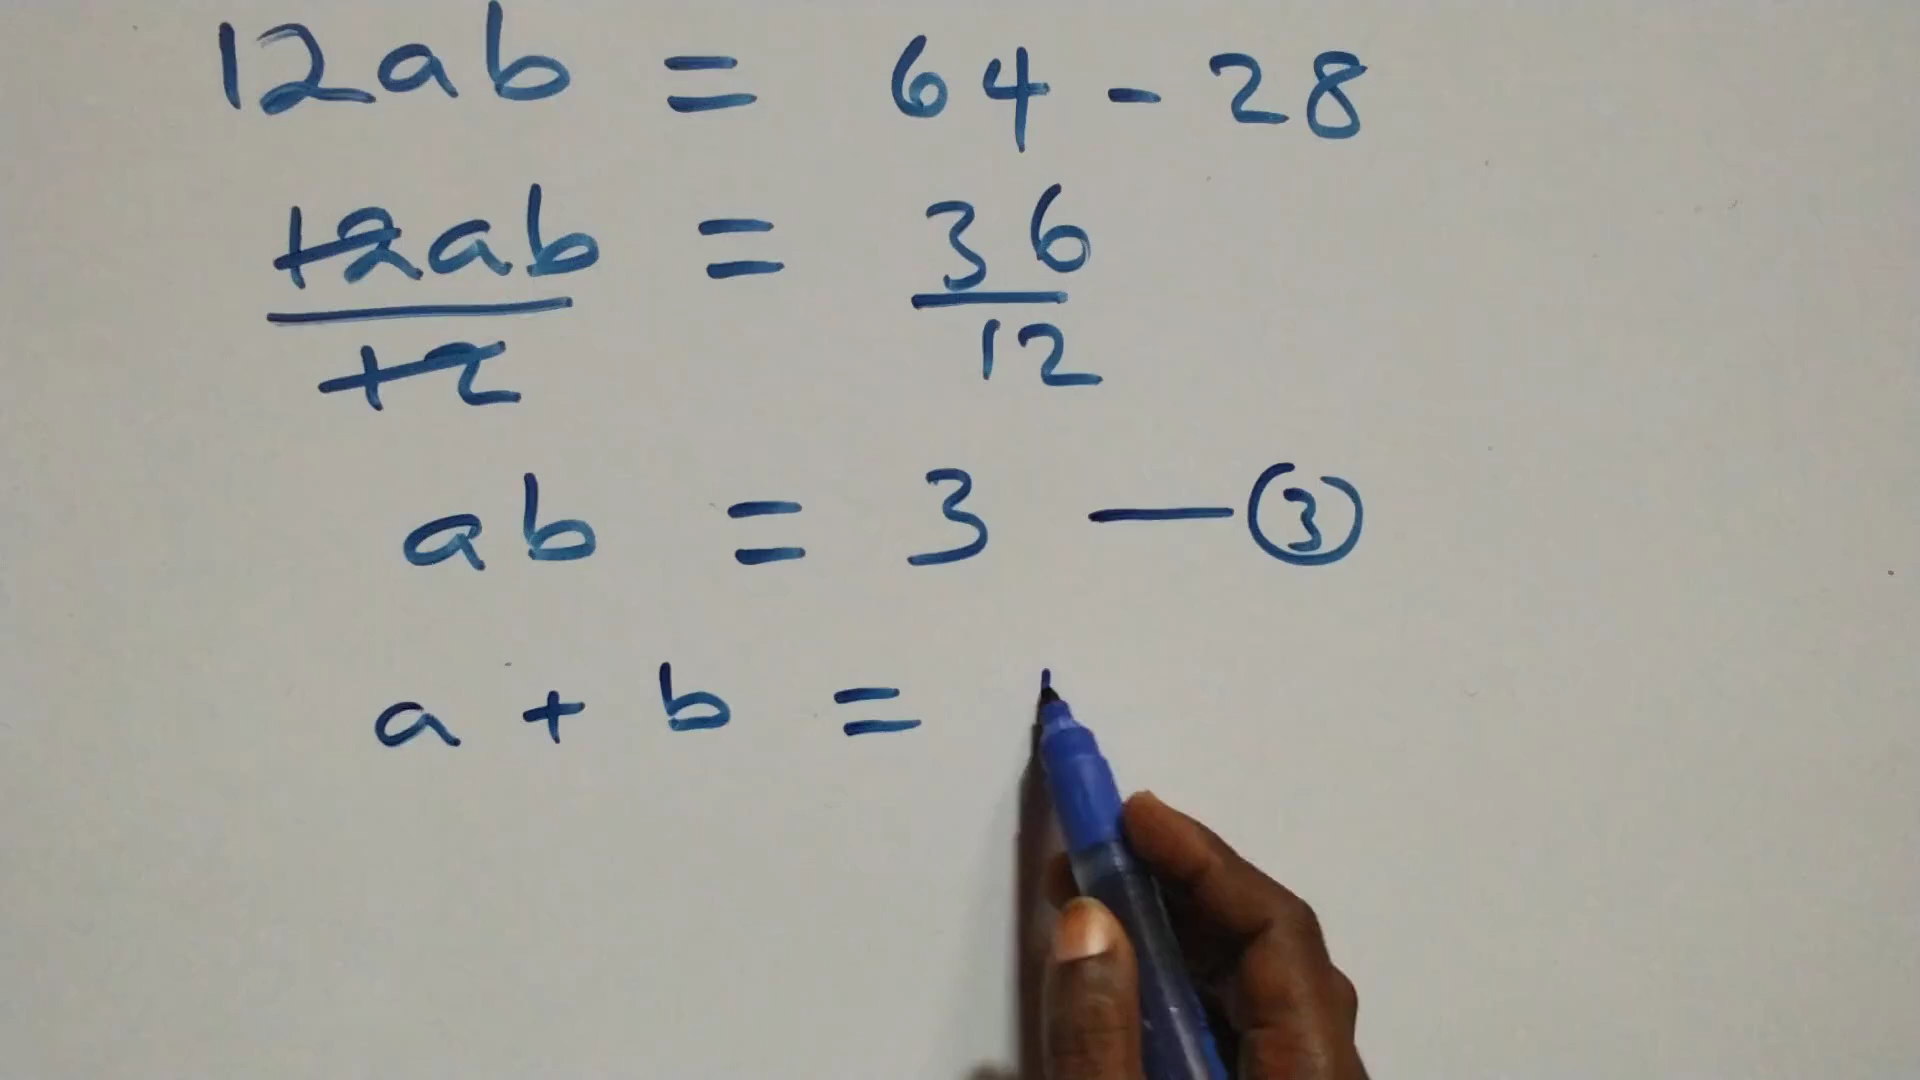 12ab = 64 - 28
12ab/12 = 36/12
ab = 3 — ③
a + b =